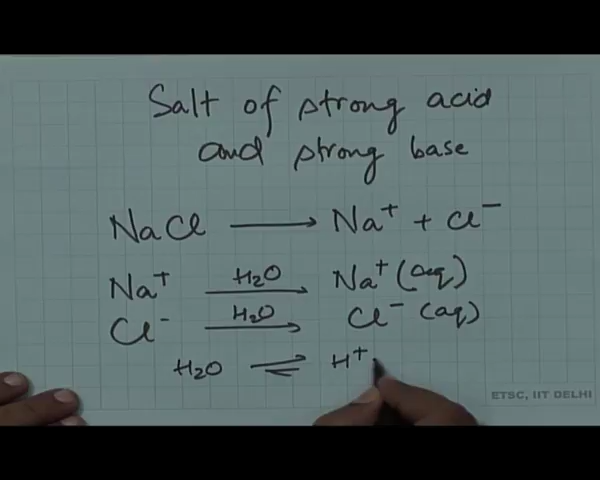 Salt of strong acid
and strong base
NaCl ⟶ Na⁺ + Cl⁻
Na⁺ ⟶ H₂O Na⁺ (aq)
Cl⁻ ⟶ H₂O Cl⁻ (aq)
H₂O ⇌ H⁺
ETSC, IIT DELHI